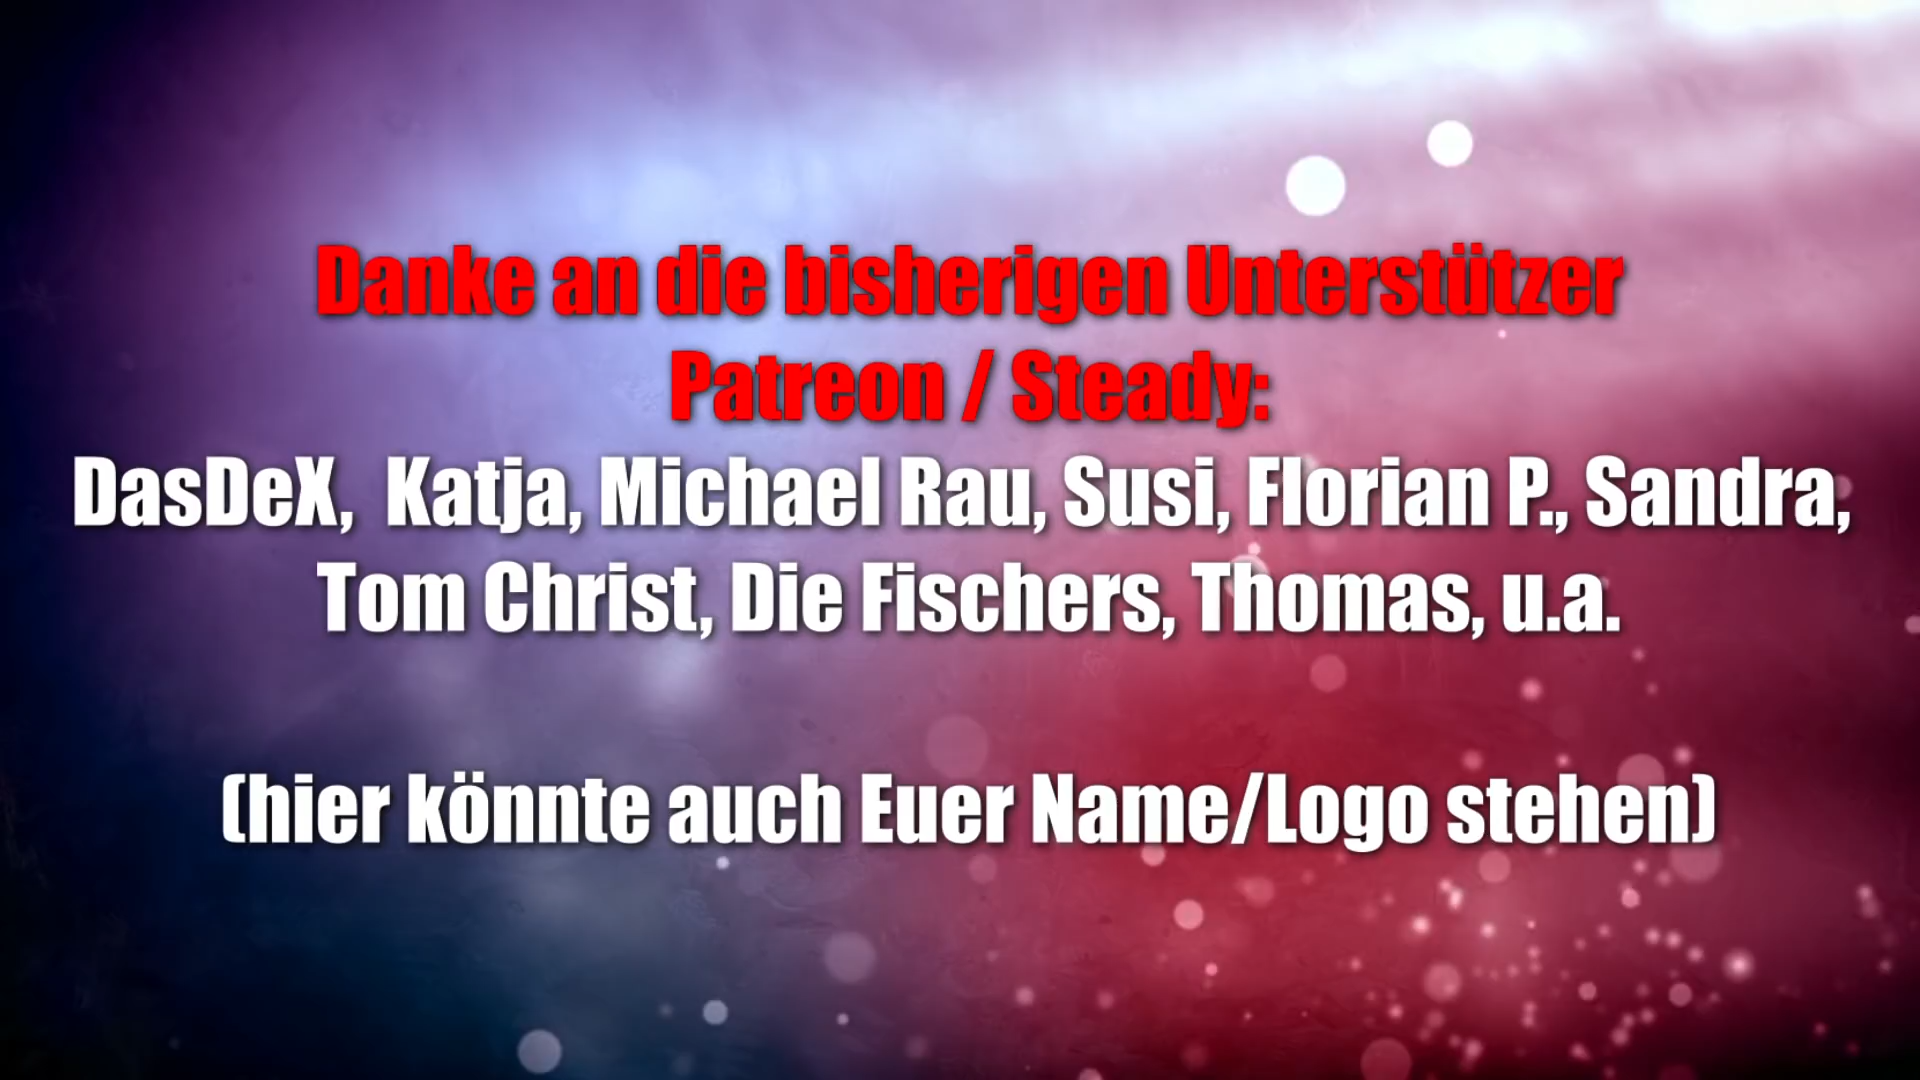 Danke an die bisherigen Unterstützer
Patreon / Steady:
DasDeX,  Katja, Michael Rau, Susi, Florian P., Sandra,
Tom Christ, Die Fischers, Thomas, u.a.
(hier könnte auch Euer Name/Logo stehen)